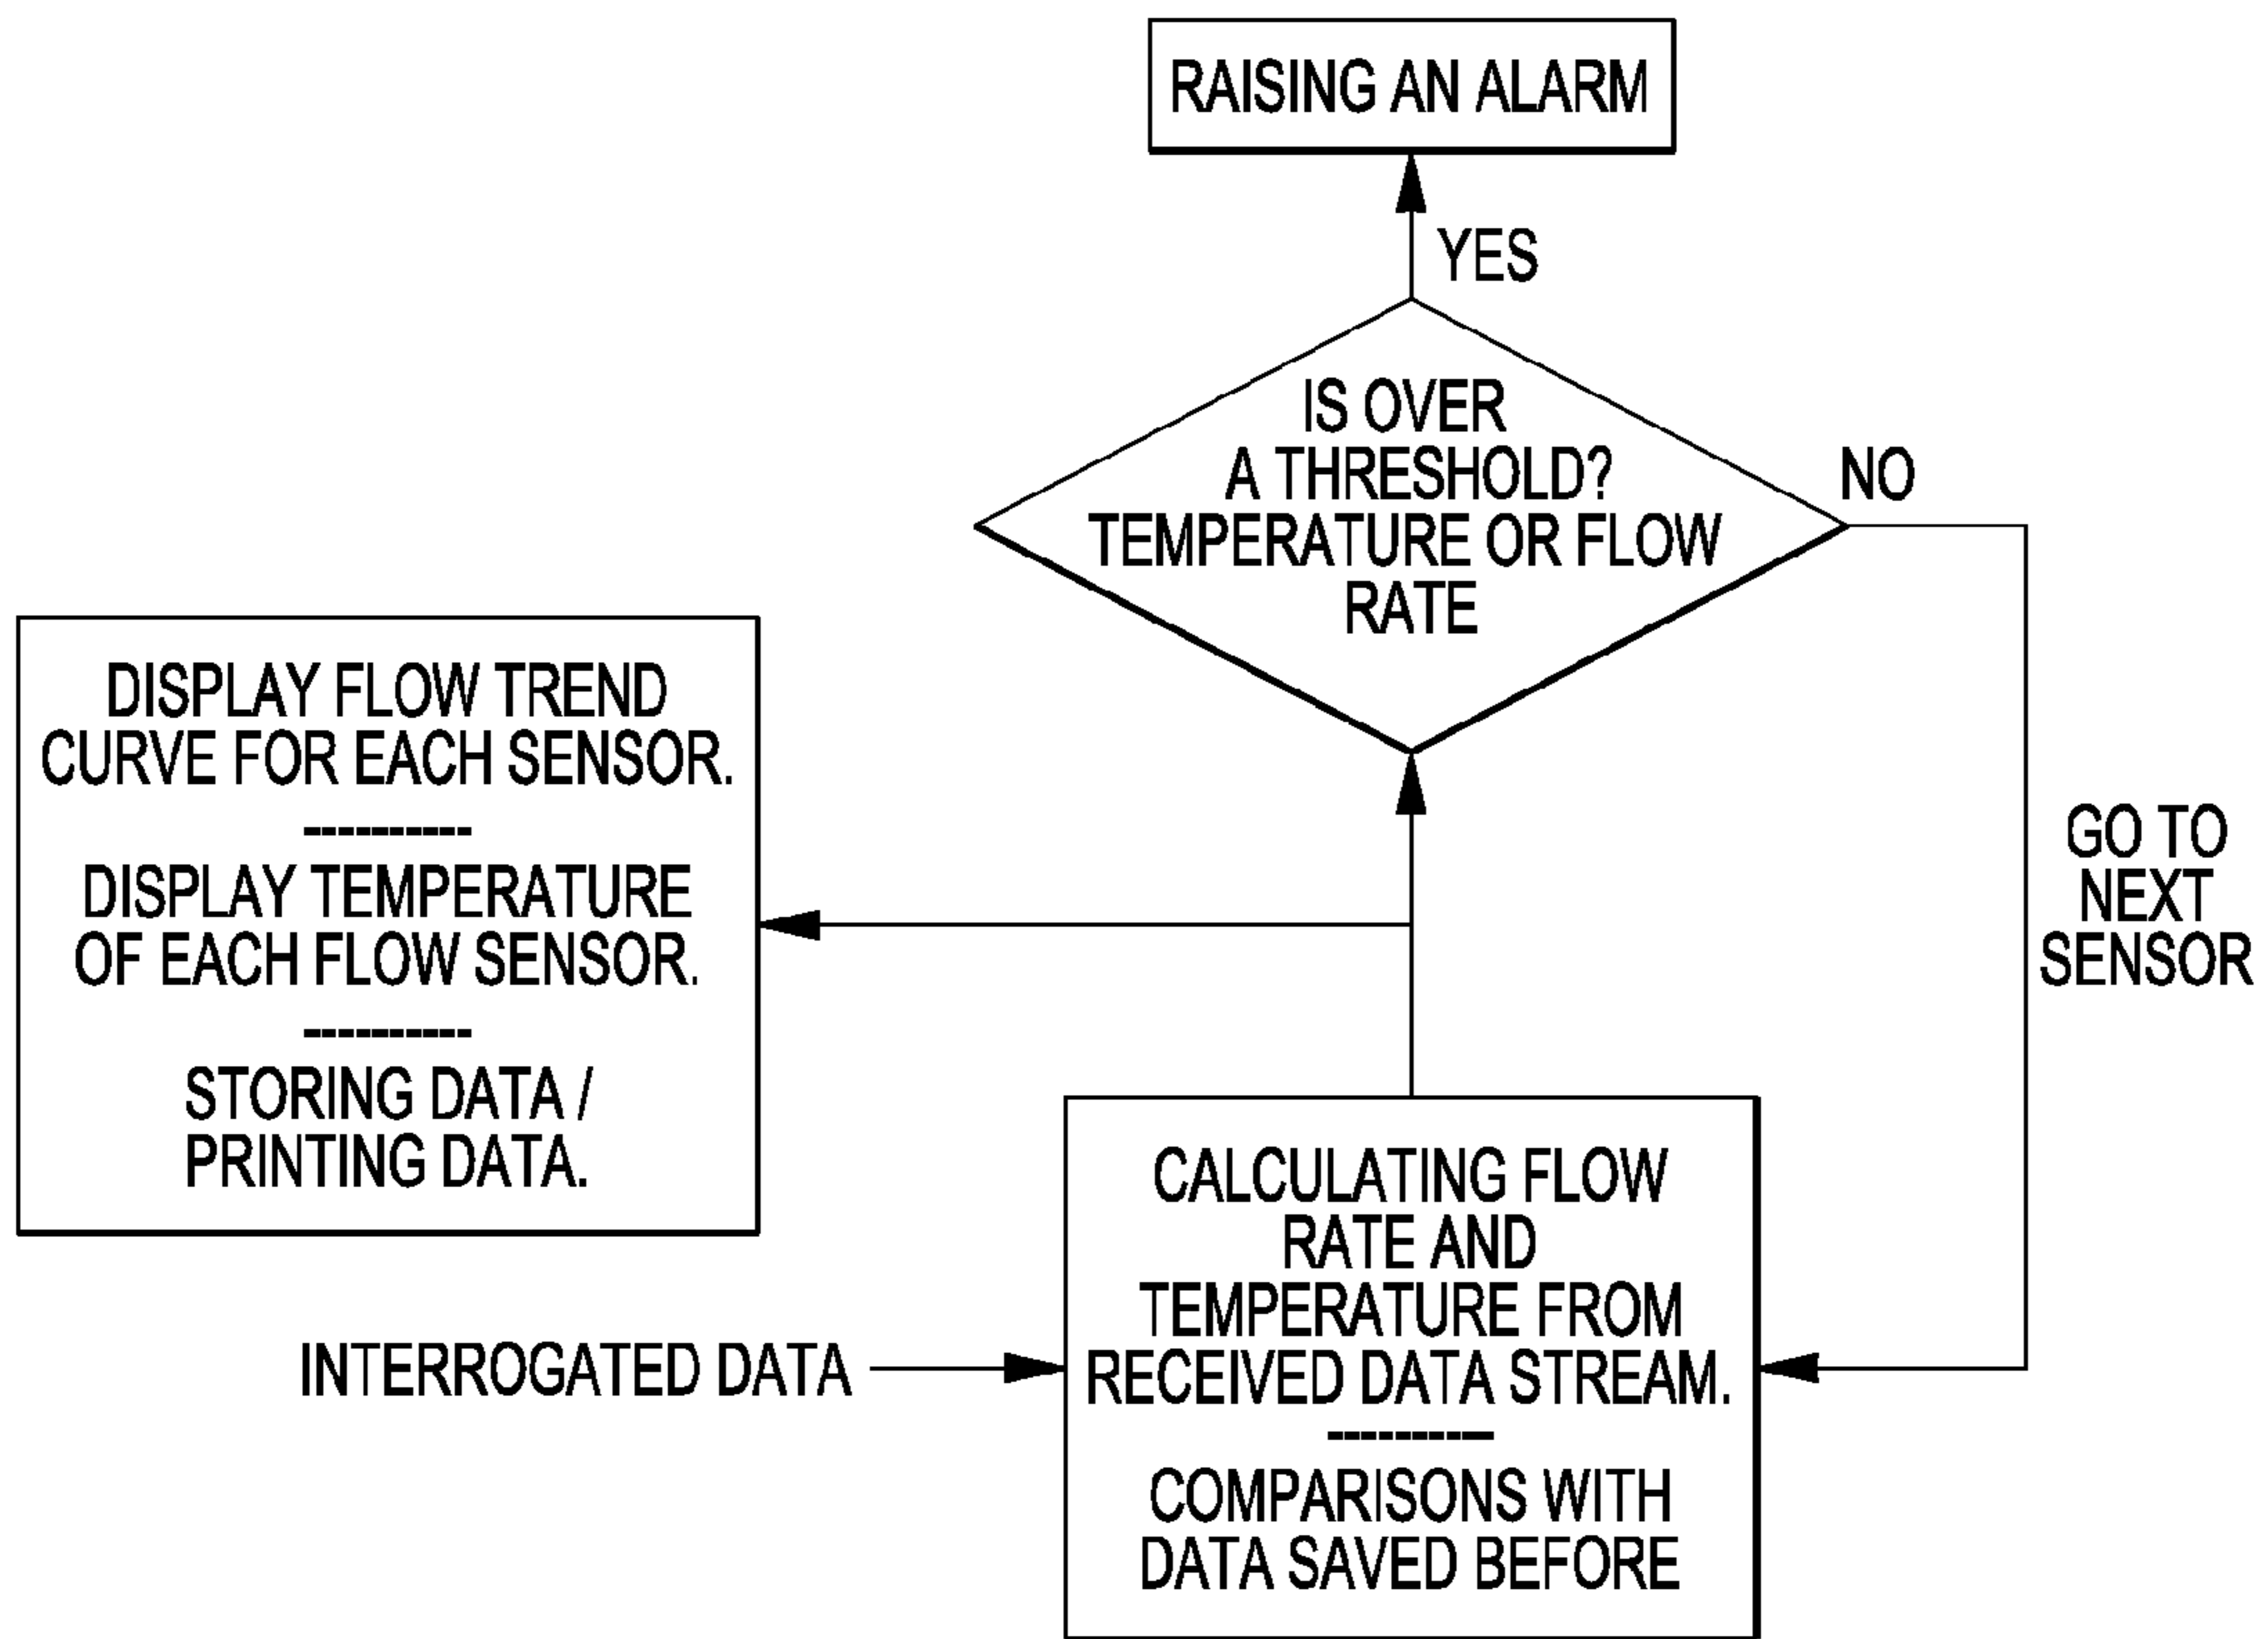 RAISING AN ALARM
YES
IS OVER
A THRESHOLD?
TEMPERATURE OR FLOW
RATE
NO
DISPLAY FLOW TREND
CURVE FOR EACH SENSOR.
----------
DISPLAY TEMPERATURE
OF EACH FLOW SENSOR.
----------
STORING DATA /
PRINTING DATA.
GO TO
NEXT
SENSOR
INTERROGATED DATA
CALCULATING FLOW
RATE AND
TEMPERATURE FROM
RECEIVED DATA STREAM.
----------
COMPARISONS WITH
DATA SAVED BEFORE